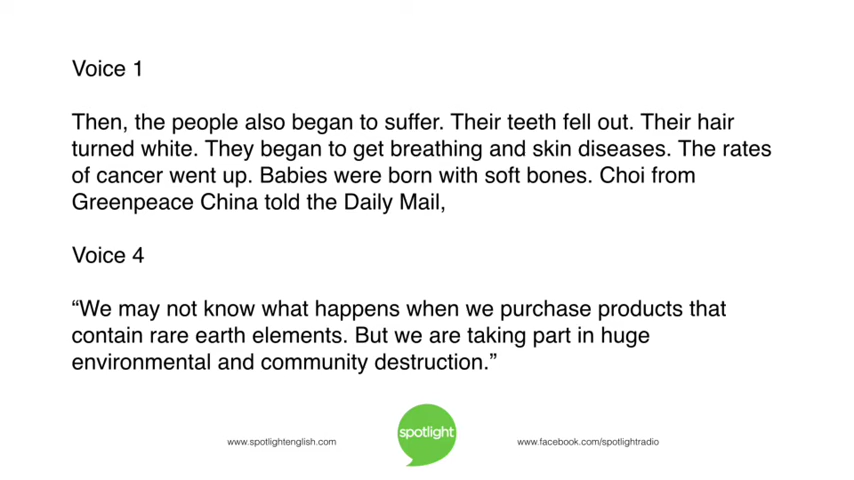 Voice 1
Then, the people also began to suffer. Their teeth fell out. Their hair
turned white. They began to get breathing and skin diseases. The rates
of cancer went up. Babies were born with soft bones. Choi from
Greenpeace China told the Daily Mail,
Voice 4
“We may not know what happens when we purchase products that
contain rare earth elements. But we are taking part in huge
environmental and community destruction.”
spotlight
www.spotlightenglish.com
www.facebook.com/spotlightradio